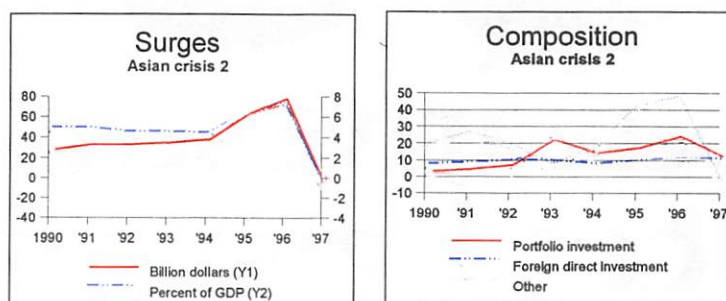 Surges
Asian crisis 2
80
60
40
20
0
-20
-40
8
6
4
2
0
-2
-4
1990 '91 '92 '93 '94 '95 '96 '97
Billion dollars (Y1)
Percent of GDP (Y2)
Composition
Asian crisis 2
50
40
30
20
10
0
-10
1990 '91 '92 '93 '94 '95 '96 '97
Portfolio investment
Foreign direct investment
Other